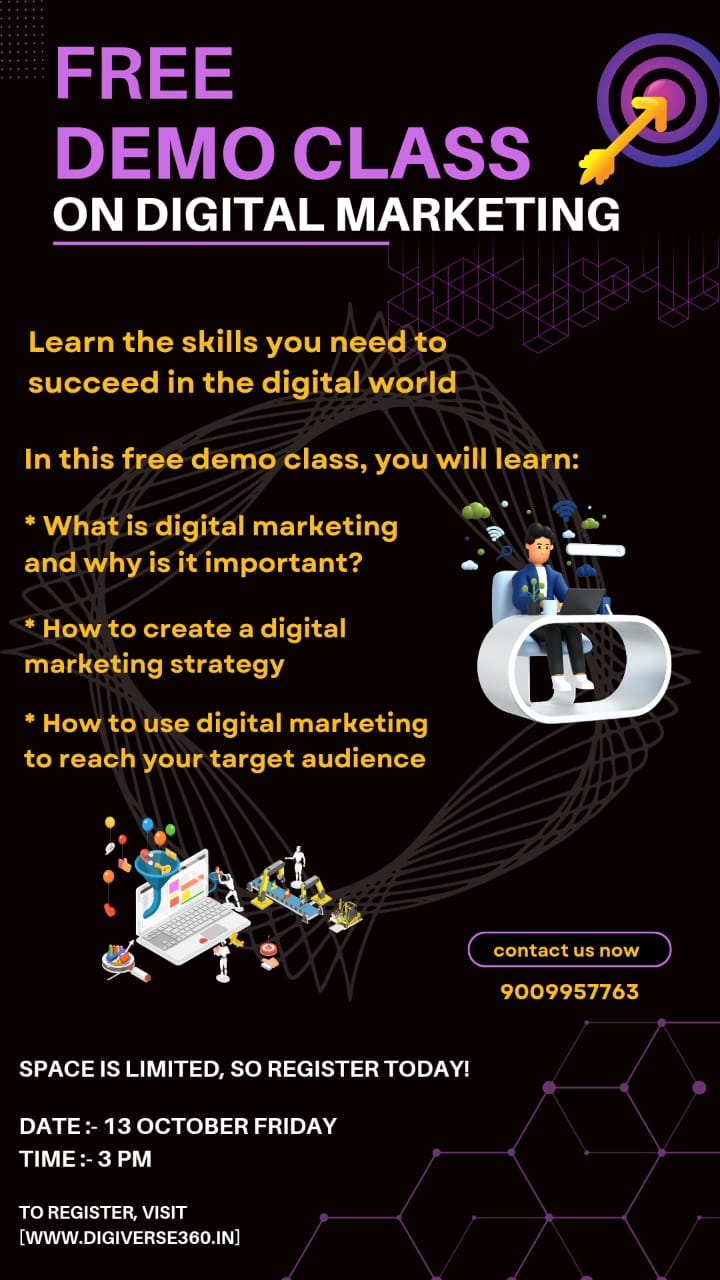 FREE
DEMO CLASS
ON DIGITAL MARKETING
Learn the skills you need to
succeed in the digital world
In this free demo class, you will learn:
* What is digital marketing
and why is it important?
* How to create a digital
marketing strategy
* How to use digital marketing
to reach your target audience
contact us now
9009957763
SPACE IS LIMITED, SO REGISTER TODAY!
DATE :- 13 OCTOBER FRIDAY
TIME :- 3 PM
TO REGISTER, VISIT
[WWW.DIGIVERSE360.IN]